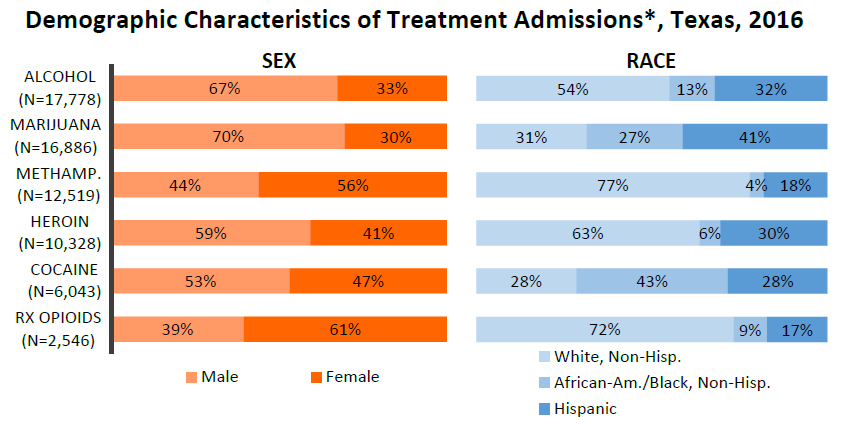 Demographic Characteristics of Treatment Admissions*, Texas, 2016
SEX
RACE
ALCOHOL
(N=17,778)
67%
33%
54%
13%
32%
MARIJUANA
(N=16,886)
70%
30%
31%
27%
41%
METHAMP.
(N=12,519)
44%
56%
77%
4%
18%
HEROIN
(N=10,328)
59%
41%
63%
6%
30%
COCAINE
(N=6,043)
53%
47%
28%
43%
28%
RX OPIOIDS
(N=2,546)
39%
61%
72%
9%
17%
Male
Female
White, Non-Hisp.
African-Am./Black, Non-Hisp.
Hispanic